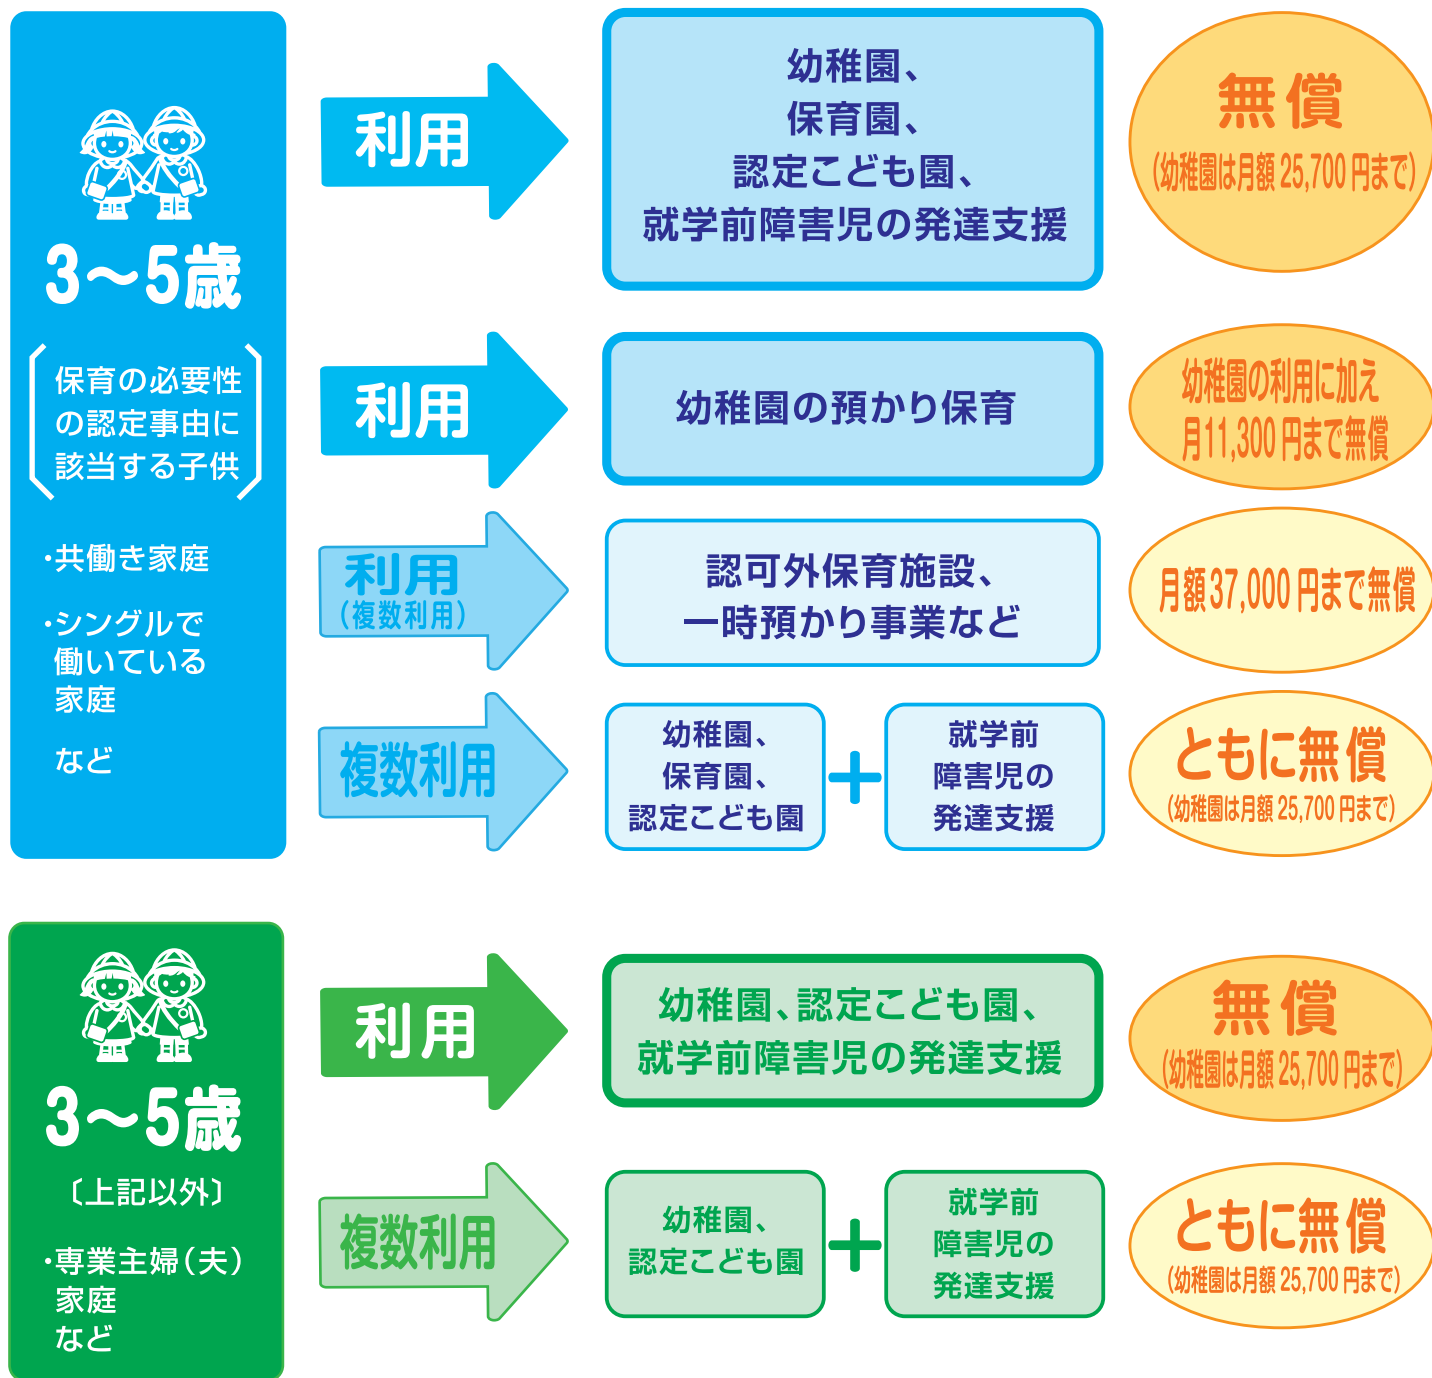 3〜5歳
保育の必要性
の認定事由に
該当する子供
・共働き家庭
・シングルで
働いている
家庭
など
利用
幼稚園、
保育園、
認定こども園、
就学前障害児の発達支援
無償
(幼稚園は月額25,700円まで)
利用
幼稚園の預かり保育
幼稚園の利用に加え
月11,300円まで無償
利用
(複数利用)
認可外保育施設、
一時預かり事業など
月額37,000円まで無償
複数利用
幼稚園、
保育園、
認定こども園
+
就学前
障害児の
発達支援
ともに無償
(幼稚園は月額25,700円まで)
3〜5歳
〔上記以外〕
・専業主婦(夫)
家庭
など
利用
幼稚園、認定こども園、
就学前障害児の発達支援
無償
(幼稚園は月額25,700円まで)
複数利用
幼稚園、
認定こども園
+
就学前
障害児の
発達支援
ともに無償
(幼稚園は月額25,700円まで)